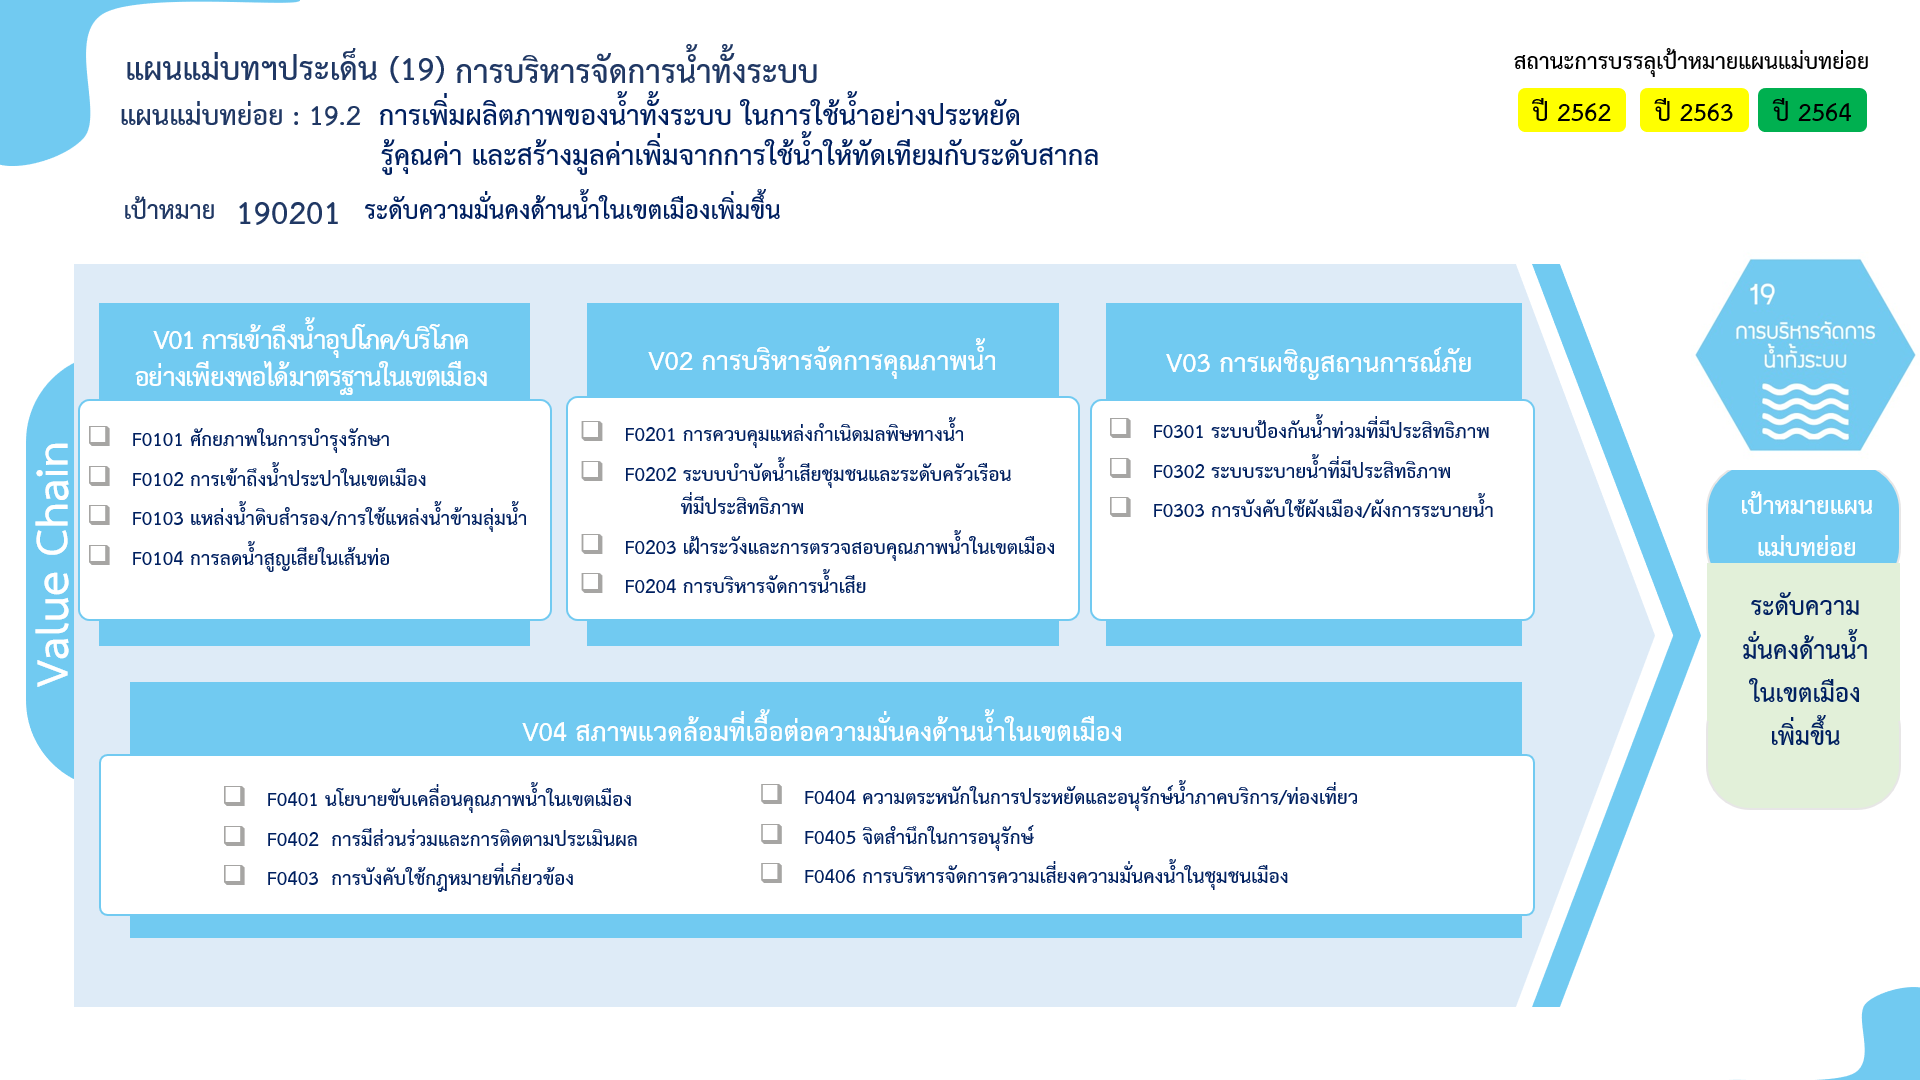 แผนแม่บทฯประเด็น (19) การบริหารจัดการน้ำทั้งระบบ
แผนแม่บทย่อย : 19.2 การเพิ่มผลิตภาพของน้ำทั้งระบบ ในการใช้น้ำอย่างประหยัด
รู้คุณค่า และสร้างมูลค่าเพิ่มจากการใช้น้ำให้ทัดเทียมกับระดับสากล
เป้าหมาย 190201 ระดับความมั่นคงด้านน้ำในเขตเมืองเพิ่มขึ้น
สถานะการบรรลุเป้าหมายแผนแม่บทย่อย
ปี 2562 ปี 2563 ปี 2564
Value Chain
V01 การเข้าถึงน้ำอุปโภค/บริโภค
อย่างเพียงพอได้มาตรฐานในเขตเมือง
F0101 ศักยภาพในการบำรุงรักษา
F0102 การเข้าถึงน้ำประปาในเขตเมือง
F0103 แหล่งน้ำดิบสำรอง/การใช้แหล่งน้ำข้ามลุ่มน้ำ
F0104 การลดน้ำสูญเสียในเส้นท่อ
V02 การบริหารจัดการคุณภาพน้ำ
F0201 การควบคุมแหล่งกำเนิดมลพิษทางน้ำ
F0202 ระบบบำบัดน้ำเสียชุมชนและระดับครัวเรือน
ที่มีประสิทธิภาพ
F0203 เฝ้าระวังและการตรวจสอบคุณภาพน้ำในเขตเมือง
F0204 การบริหารจัดการน้ำเสีย
V03 การเผชิญสถานการณ์ภัย
F0301 ระบบป้องกันน้ำท่วมที่มีประสิทธิภาพ
F0302 ระบบระบายน้ำที่มีประสิทธิภาพ
F0303 การบังคับใช้ผังเมือง/ผังการระบายน้ำ
V04 สภาพแวดล้อมที่เอื้อต่อความมั่นคงด้านน้ำในเขตเมือง
F0401 นโยบายขับเคลื่อนคุณภาพน้ำในเขตเมือง
F0402 การมีส่วนร่วมและการติดตามประเมินผล
F0403 การบังคับใช้กฎหมายที่เกี่ยวข้อง
F0404 ความตระหนักในการประหยัดและอนุรักษ์น้ำภาคบริการ/ท่องเที่ยว
F0405 จิตสำนึกในการอนุรักษ์
F0406 การบริหารจัดการความเสี่ยงความมั่นคงน้ำในชุมชนเมือง
19
การบริหารจัดการ
น้ำทั้งระบบ
เป้าหมายแผน
แม่บทย่อย
ระดับความ
มั่นคงด้านน้ำ
ในเขตเมือง
เพิ่มขึ้น